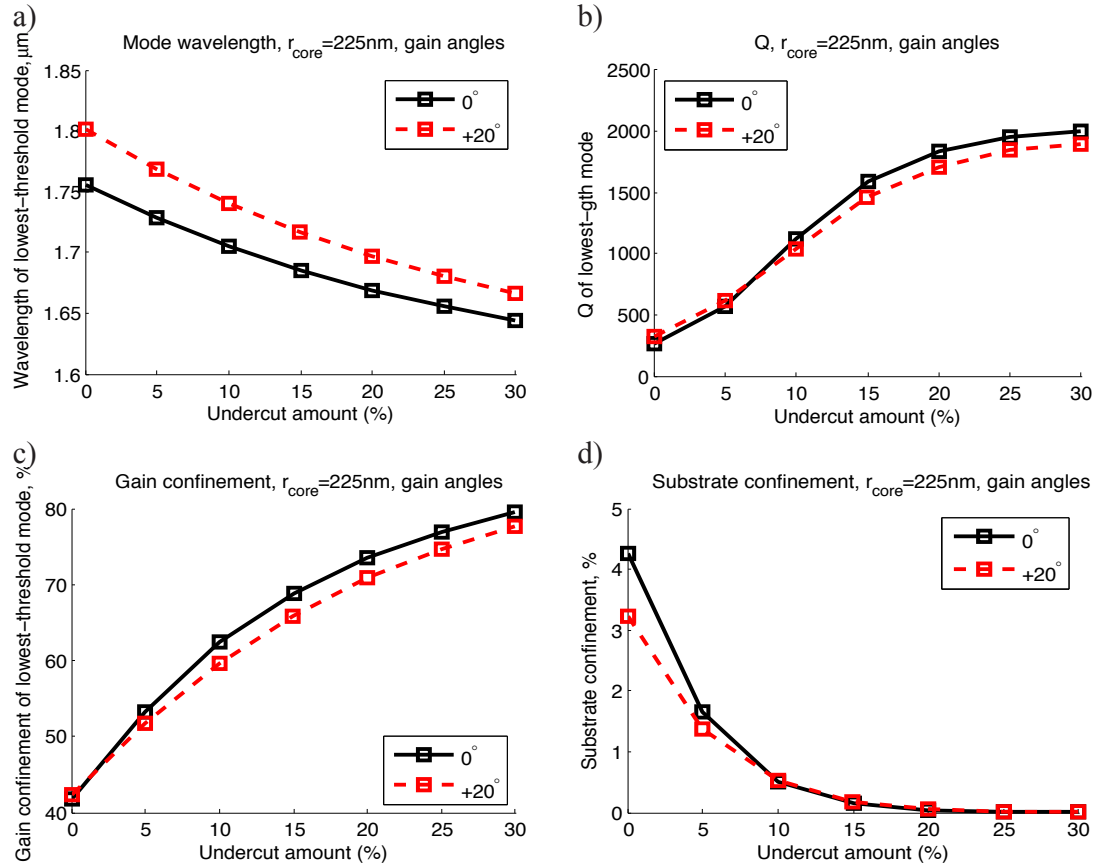 a)
Mode wavelength, r_core=225nm, gain angles
Wavelength of lowest−threshold mode, μm
1.85
1.8
1.75
1.7
1.65
1.6
0 5 10 15 20 25 30
Undercut amount (%)
0°
+20°
b)
Q, r_core=225nm, gain angles
Q of lowest−gth mode
2500
2000
1500
1000
500
0
0 5 10 15 20 25 30
Undercut amount (%)
0°
+20°
c)
Gain confinement, r_core=225nm, gain angles
Gain confinement of lowest−threshold mode, %
80
70
60
50
40
0 5 10 15 20 25 30
Undercut amount (%)
0°
+20°
d)
Substrate confinement, r_core=225nm, gain angles
Substrate confinement, %
5
4
3
2
1
0
0 5 10 15 20 25 30
Undercut amount (%)
0°
+20°